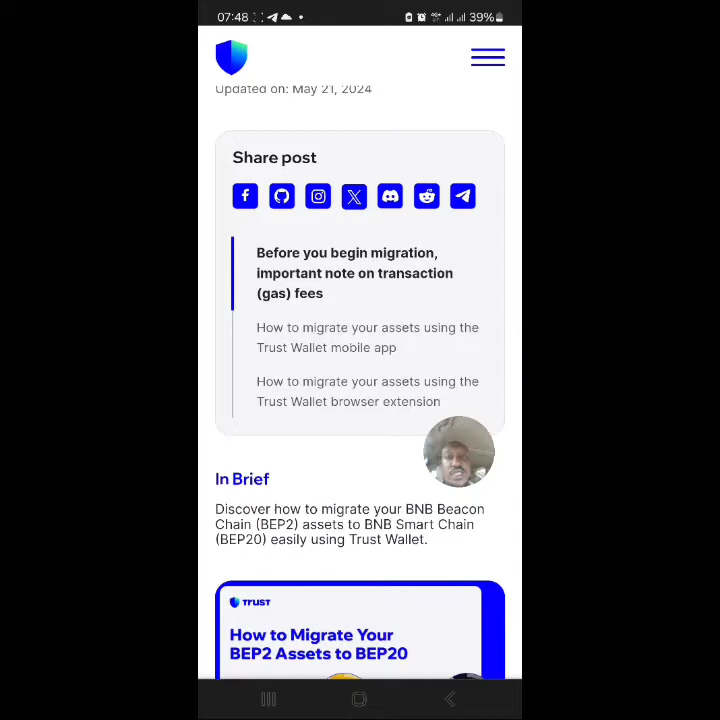 07:48
39%
Updated on: May 21, 2024
Share post
Before you begin migration,
important note on transaction
(gas) fees
How to migrate your assets using the
Trust Wallet mobile app
How to migrate your assets using the
Trust Wallet browser extension
In Brief
Discover how to migrate your BNB Beacon
Chain (BEP2) assets to BNB Smart Chain
(BEP20) easily using Trust Wallet.
TRUST
How to Migrate Your
BEP2 Assets to BEP20